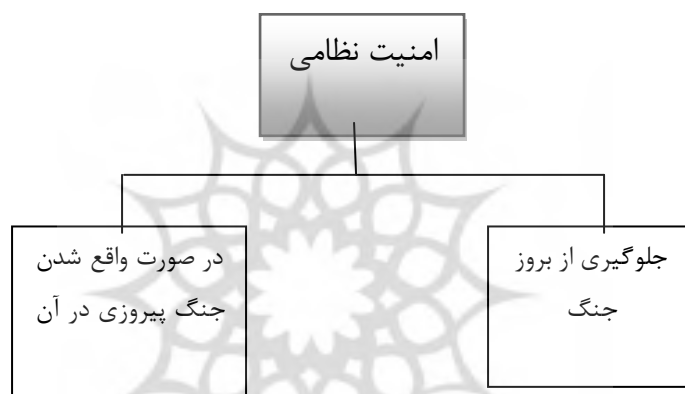 امنیت نظامی
جلوگیری از بروز
جنگ
در صورت واقع شدن
جنگ پیروزی در آن